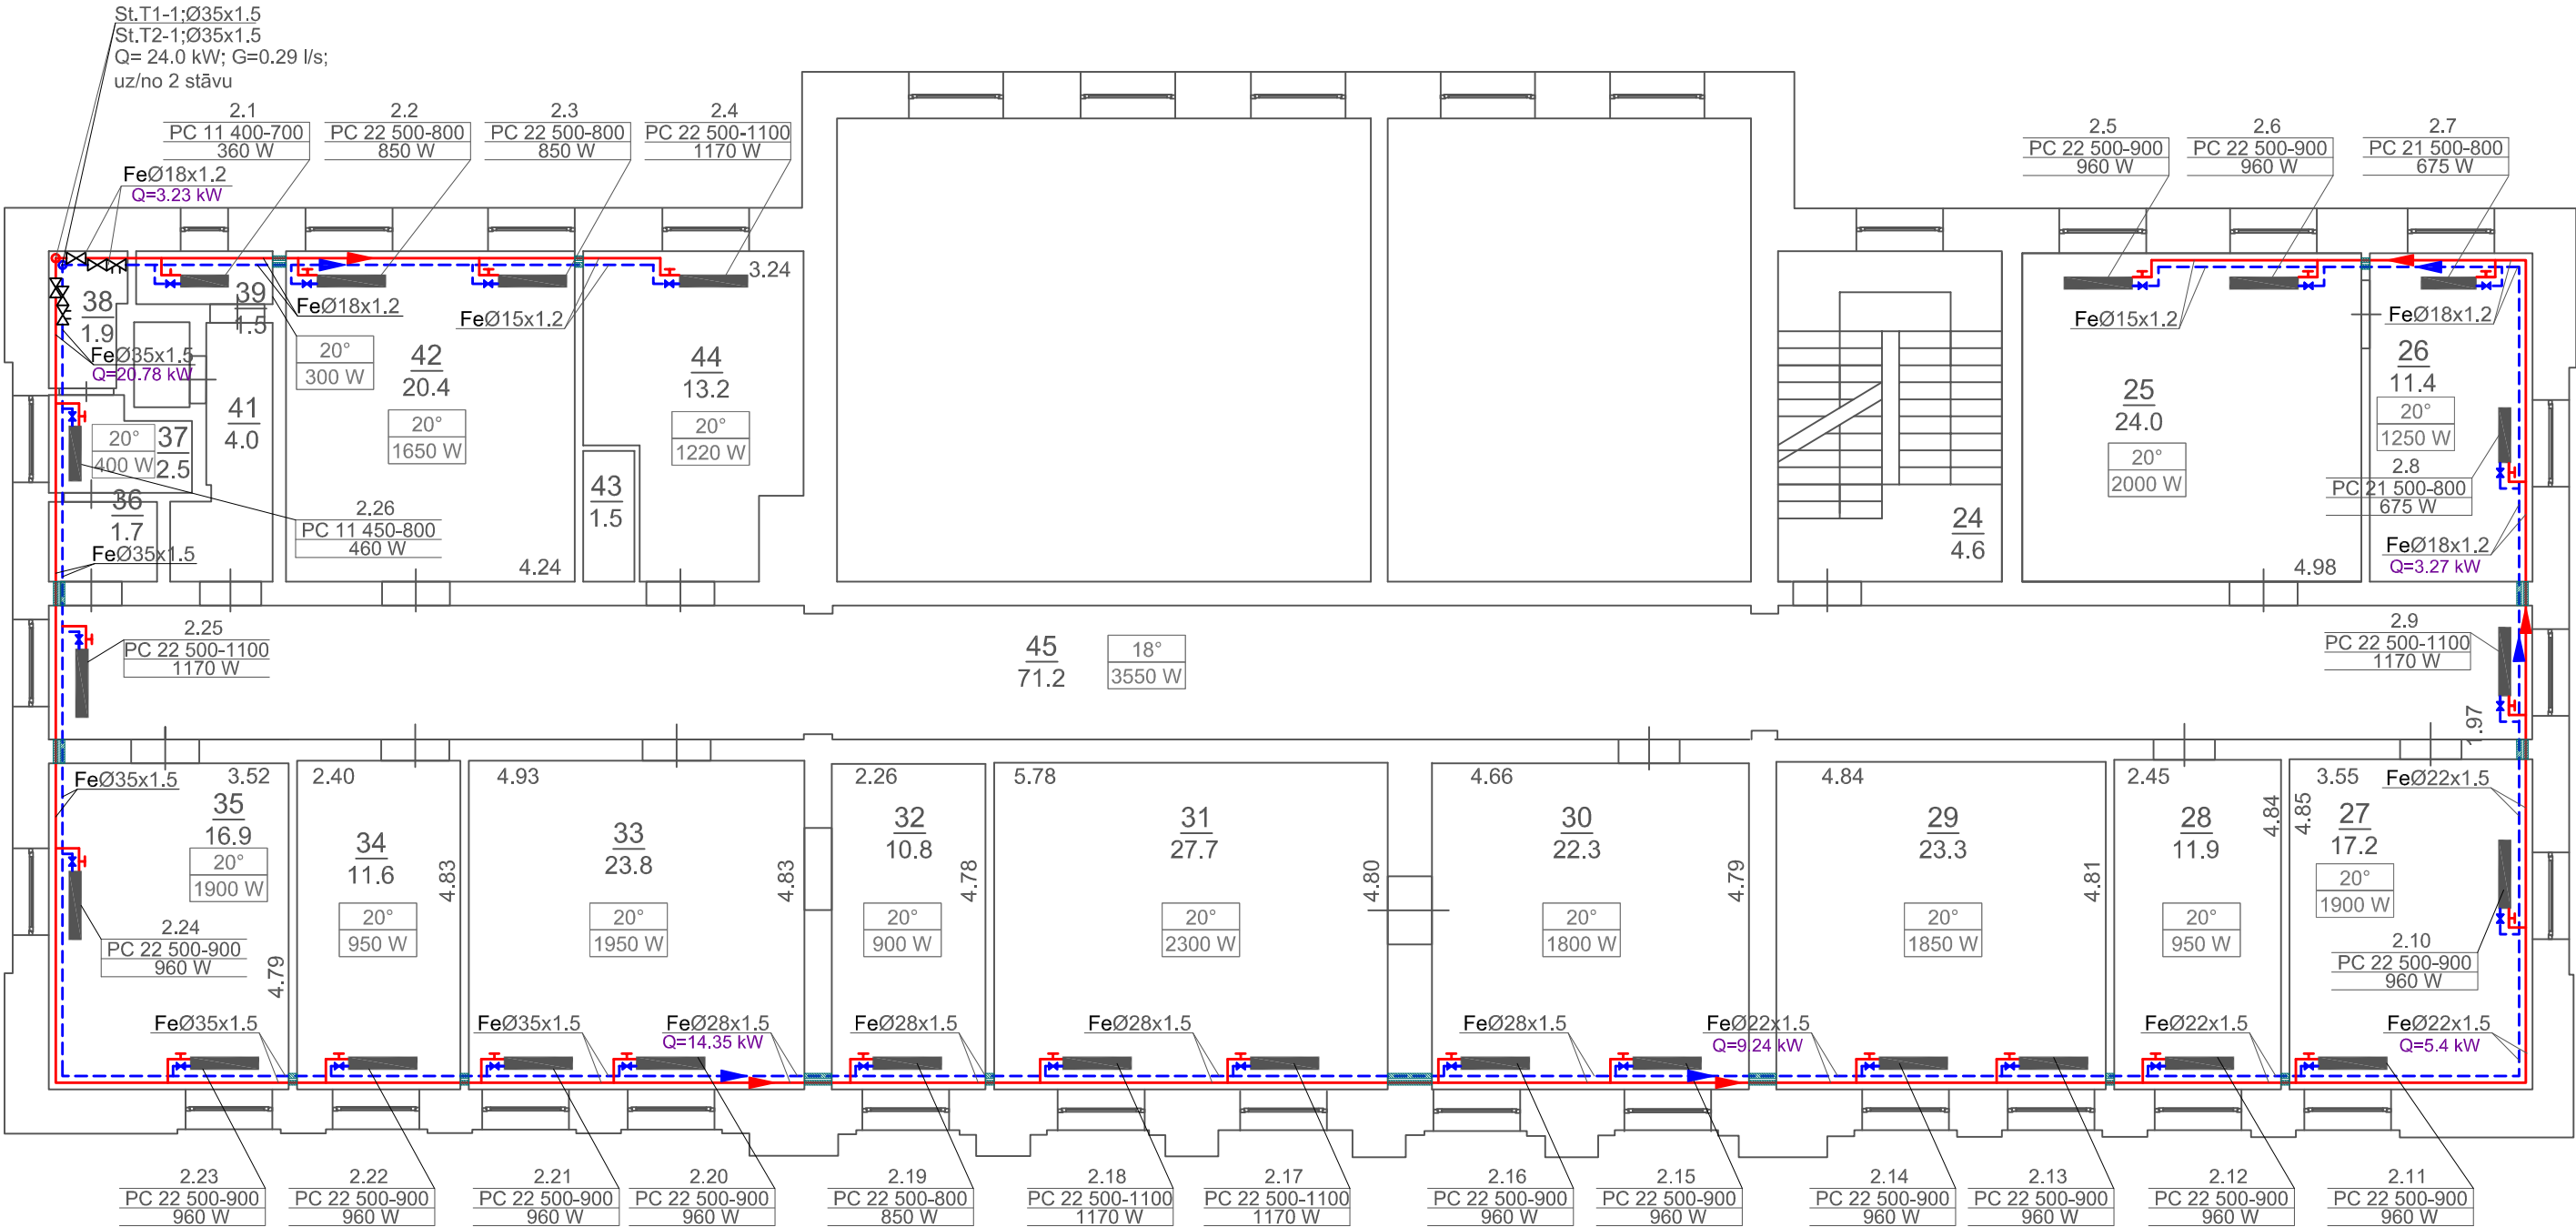 St.T1-1;Ø35x1.5
St.T2-1;Ø35x1.5
Q= 24.0 kW; G=0.29 l/s;
uz/no 2 stāvu
2.1
PC 11 400-700
360 W
2.2
PC 22 500-800
850 W
2.3
PC 22 500-800
850 W
2.4
PC 22 500-1100
1170 W
2.5
PC 22 500-900
960 W
2.6
PC 22 500-900
960 W
2.7
PC 21 500-800
675 W
FeØ18x1.2
Q=3.23 kW
38
1.9
39
1.5
FeØ18x1.2
FeØ15x1.2
3.24
FeØ35x1.5
Q=20.78 kW
20°
300 W
42
20.4
20°
1650 W
44
13.2
20°
1220 W
41
4.0
20°
400 W
37
2.5
36
1.7
2.26
PC 11 450-800
460 W
FeØ35x1.5
4.24
43
1.5
24
4.6
FeØ15x1.2
25
24.0
20°
2000 W
4.98
FeØ18x1.2
26
11.4
20°
1250 W
2.8
PC 21 500-800
675 W
FeØ18x1.2
Q=3.27 kW
2.25
PC 22 500-1100
1170 W
45
71.2
18°
3550 W
2.9
PC 22 500-1100
1170 W
1.97
FeØ35x1.5
3.52
35
16.9
20°
1900 W
2.24
PC 22 500-900
960 W
4.79
FeØ35x1.5
2.40
34
11.6
20°
950 W
4.83
4.93
33
23.8
20°
1950 W
4.83
FeØ35x1.5
FeØ28x1.5
Q=14.35 kW
2.26
32
10.8
20°
900 W
4.78
FeØ28x1.5
5.78
31
27.7
20°
2300 W
4.80
FeØ28x1.5
4.66
30
22.3
20°
1800 W
4.79
FeØ28x1.5
FeØ22x1.5
Q=9.24 kW
4.84
29
23.3
20°
1850 W
4.81
2.45
28
11.9
20°
950 W
4.84
FeØ22x1.5
3.55
4.85
27
17.2
20°
1900 W
FeØ22x1.5
2.10
PC 22 500-900
960 W
FeØ22x1.5
Q=5.4 kW
2.23
PC 22 500-900
960 W
2.22
PC 22 500-900
960 W
2.21
PC 22 500-900
960 W
2.20
PC 22 500-900
960 W
2.19
PC 22 500-800
850 W
2.18
PC 22 500-1100
1170 W
2.17
PC 22 500-1100
1170 W
2.16
PC 22 500-900
960 W
2.15
PC 22 500-900
960 W
2.14
PC 22 500-900
960 W
2.13
PC 22 500-900
960 W
2.12
PC 22 500-900
960 W
2.11
PC 22 500-900
960 W